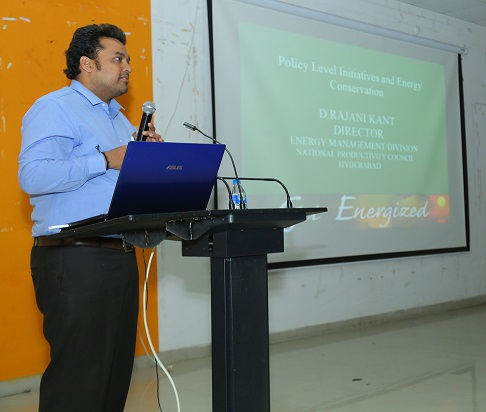 Policy Level Initiatives and Energy
Conservation
D.RAJANI KANT
DIRECTOR
ENERGY MANAGEMENT DIVISION
NATIONAL PRODUCTIVITY COUNCIL
HYDERABAD
Energized
ASUS